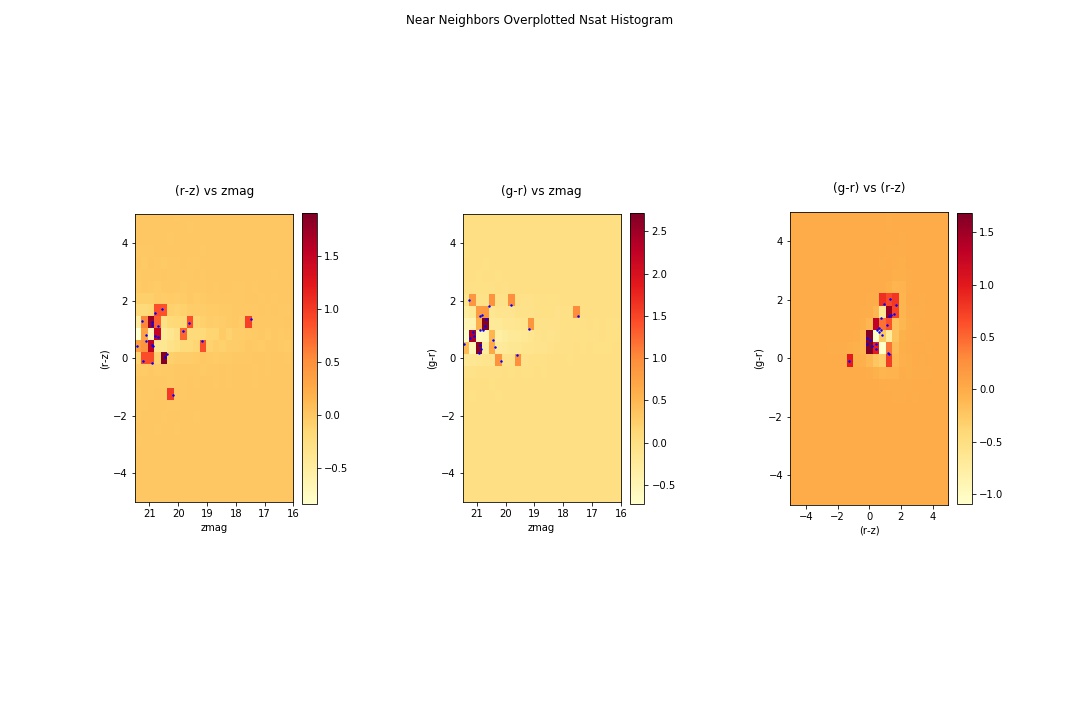 Near Neighbors Overplotted Nsat Histogram
(r-z) vs zmag
4
2
0
−2
−4
(r-z)
21 20 19 18 17 16
zmag
1.5
1.0
0.5
0.0
−0.5
(g-r) vs zmag
4
2
0
−2
−4
(g-r)
21 20 19 18 17 16
zmag
2.5
2.0
1.5
1.0
0.5
0.0
−0.5
(g-r) vs (r-z)
4
2
0
−2
−4
(g-r)
−4 −2 0 2 4
(r-z)
1.5
1.0
0.5
0.0
−0.5
−1.0